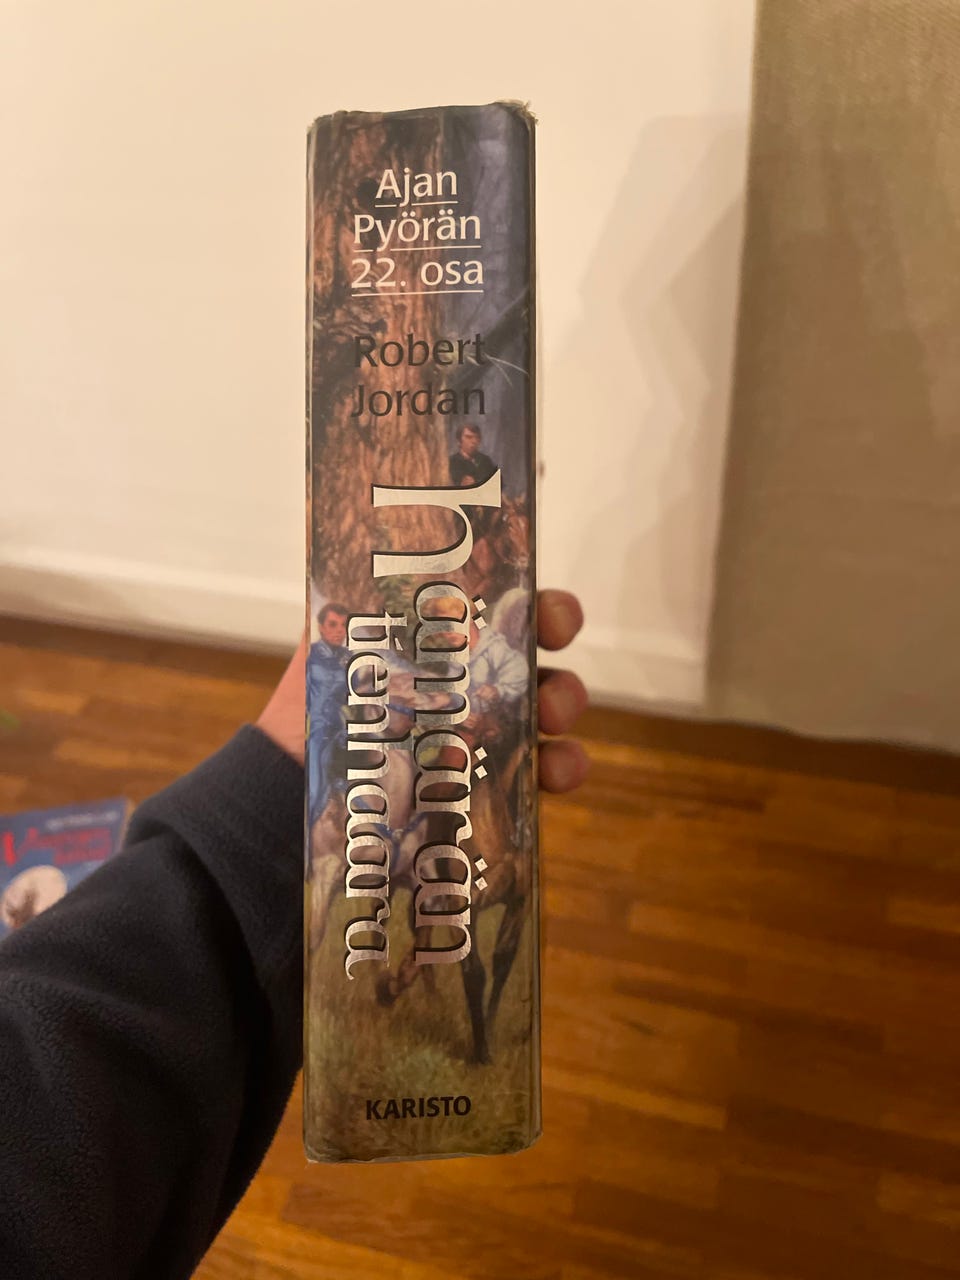 Ajan
Pyörän
22. osa
Robert
Jordan
hämärän
tienhaara
KARISTO